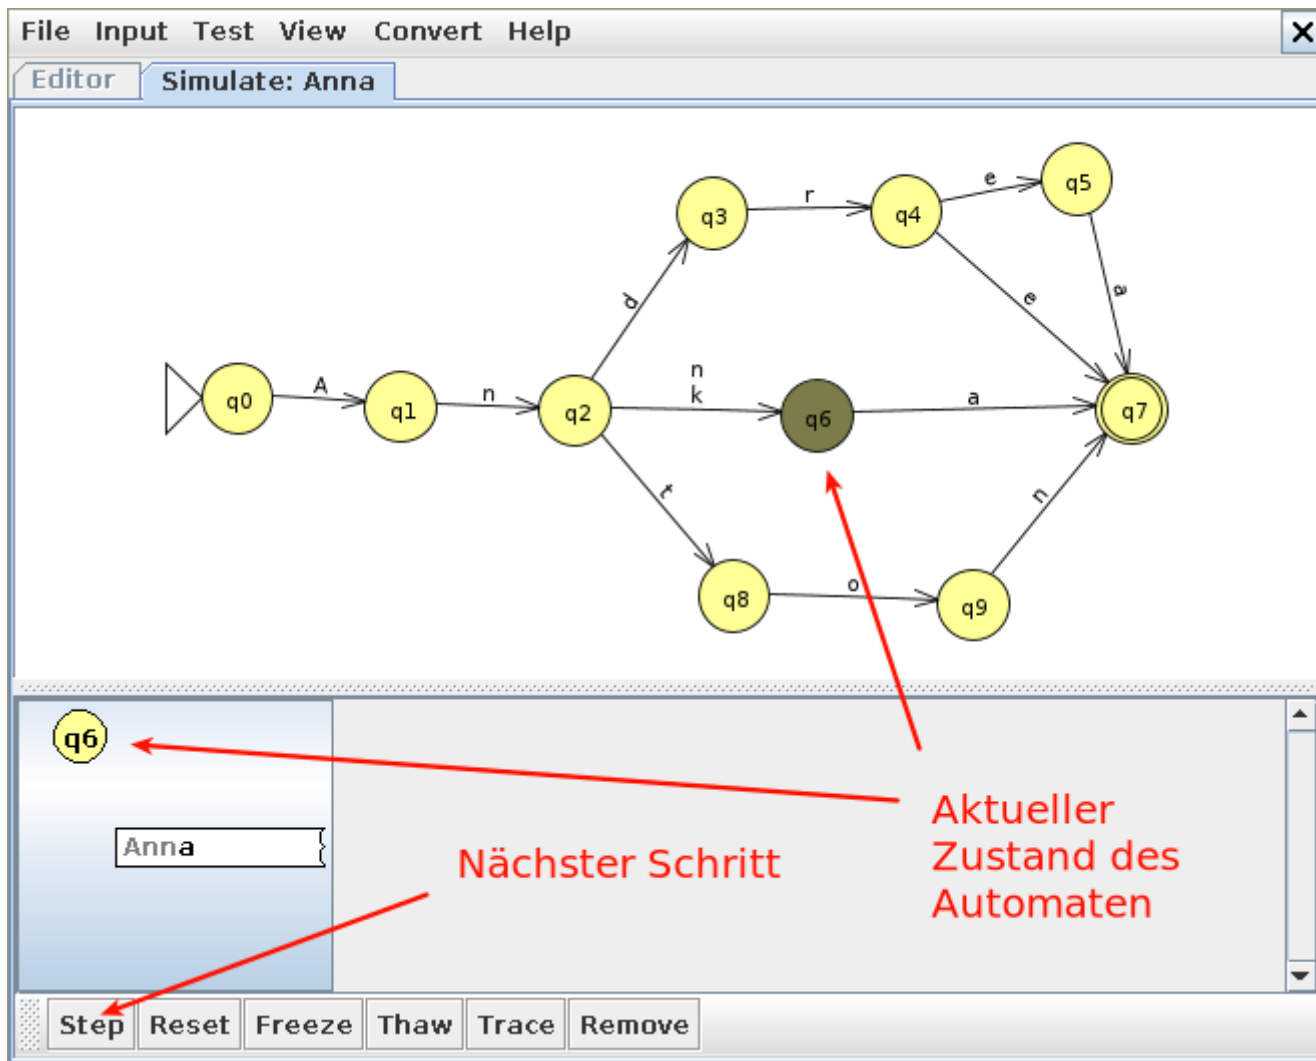 File Input Test View Convert Help
Editor Simulate: Anna
q5
e
q3
r
q4
d
e
a
n
A
n
k
a
q0
q1
q2
q6
q7
t
n
q8
o
q9
q6
Anna
Nächster Schritt
Aktueller
Zustand des
Automaten
Step Reset Freeze Thaw Trace Remove